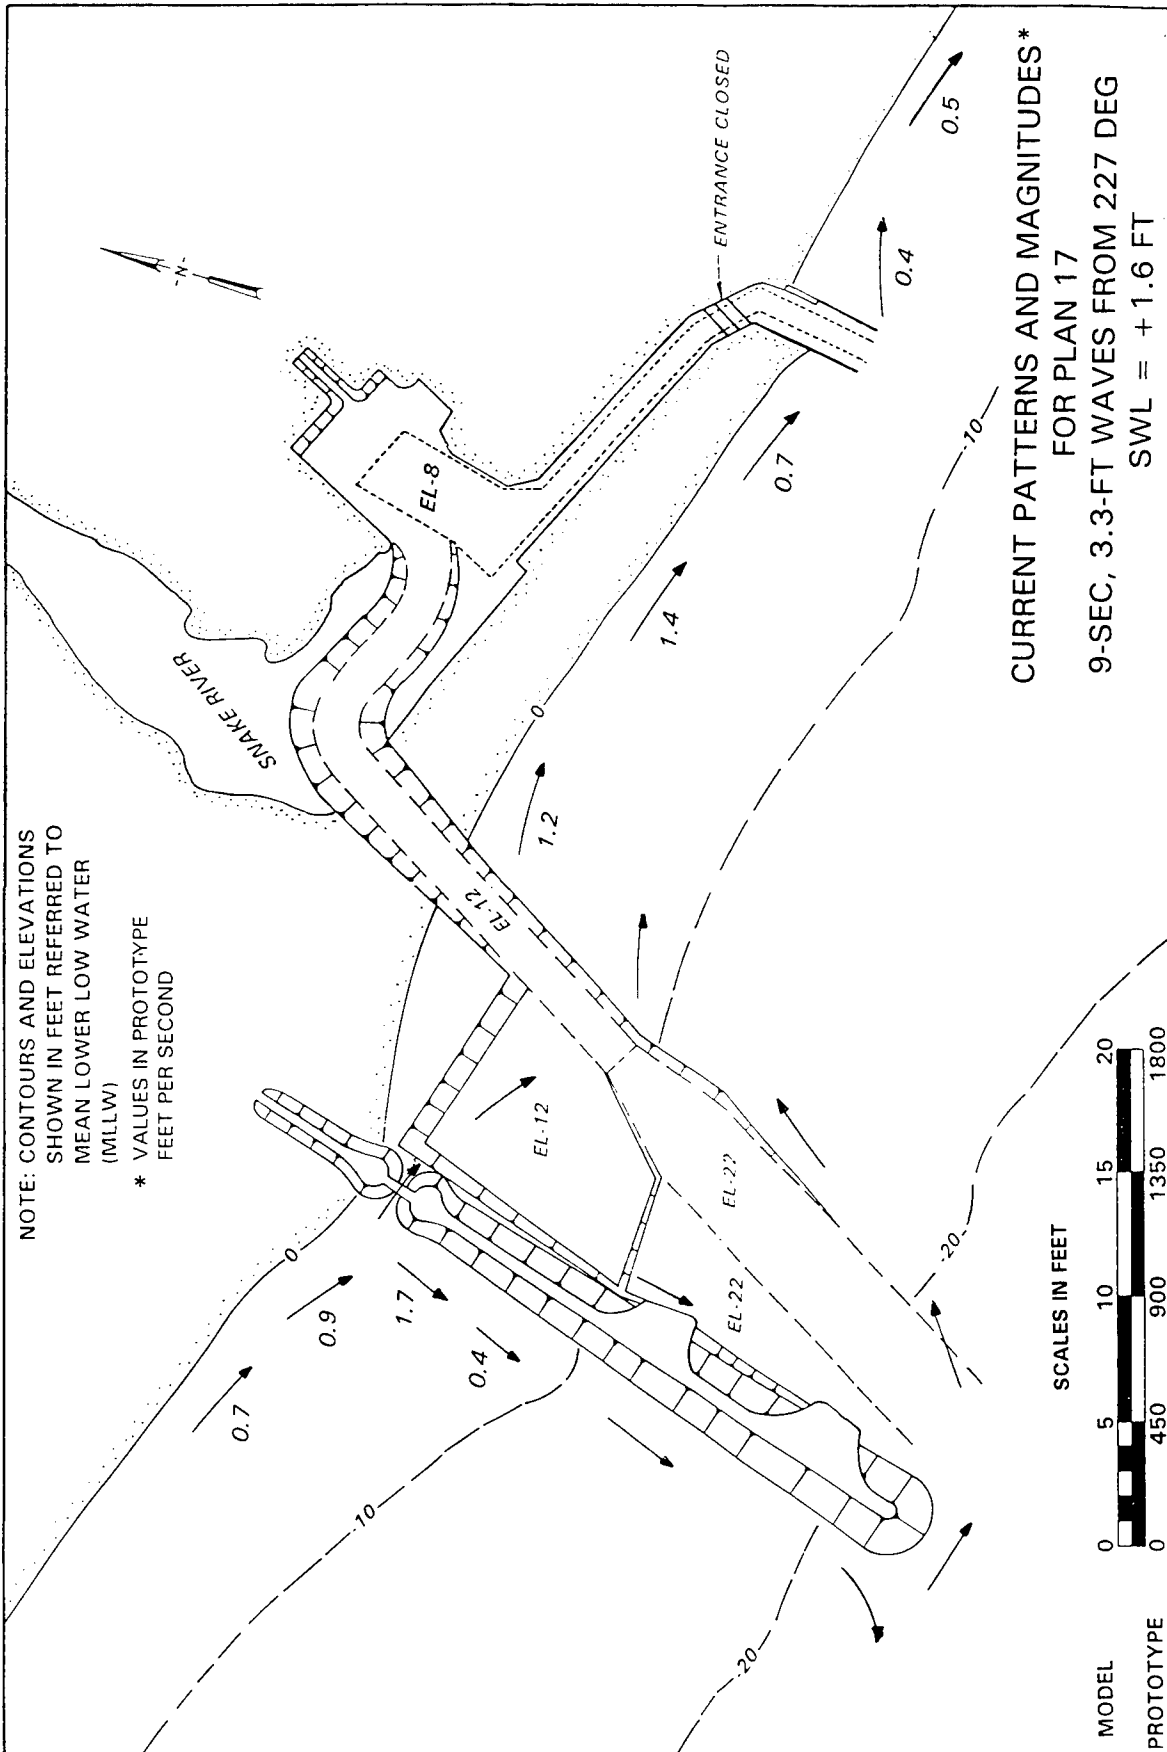 NOTE: CONTOURS AND ELEVATIONS
SHOWN IN FEET REFERRED TO
MEAN LOWER LOW WATER
(MLLW)
* VALUES IN PROTOTYPE
FEET PER SECOND
SNAKE RIVER
-N-
ENTRANCE CLOSED
EL-8
EL-12
EL-12
EL-22
EL-22
0
0
-10
-10-
-20-
-20-
0.7
0.9
1.7
0.4
1.2
1.4
0.7
0.4
0.5
CURRENT PATTERNS AND MAGNITUDES*
FOR PLAN 17
9-SEC, 3.3-FT WAVES FROM 227 DEG
SWL = +1.6 FT
SCALES IN FEET
MODEL 0 5 10 15 20
PROTOTYPE 0 450 900 1350 1800